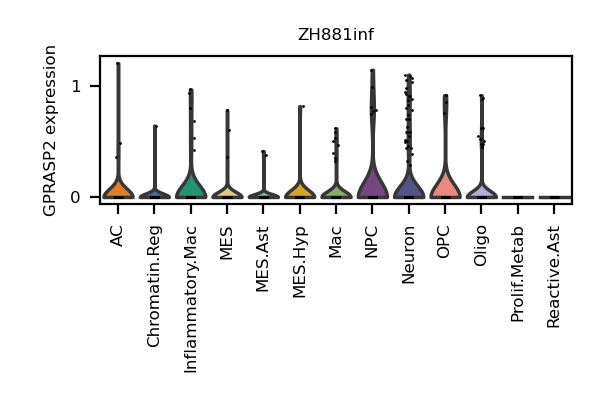 ZH881inf
GPRASP2 expression
1
0
AC
Chromatin.Reg
Inflammatory.Mac
MES
MES.Ast
MES.Hyp
Mac
NPC
Neuron
OPC
Oligo
Prolif.Metab
Reactive.Ast